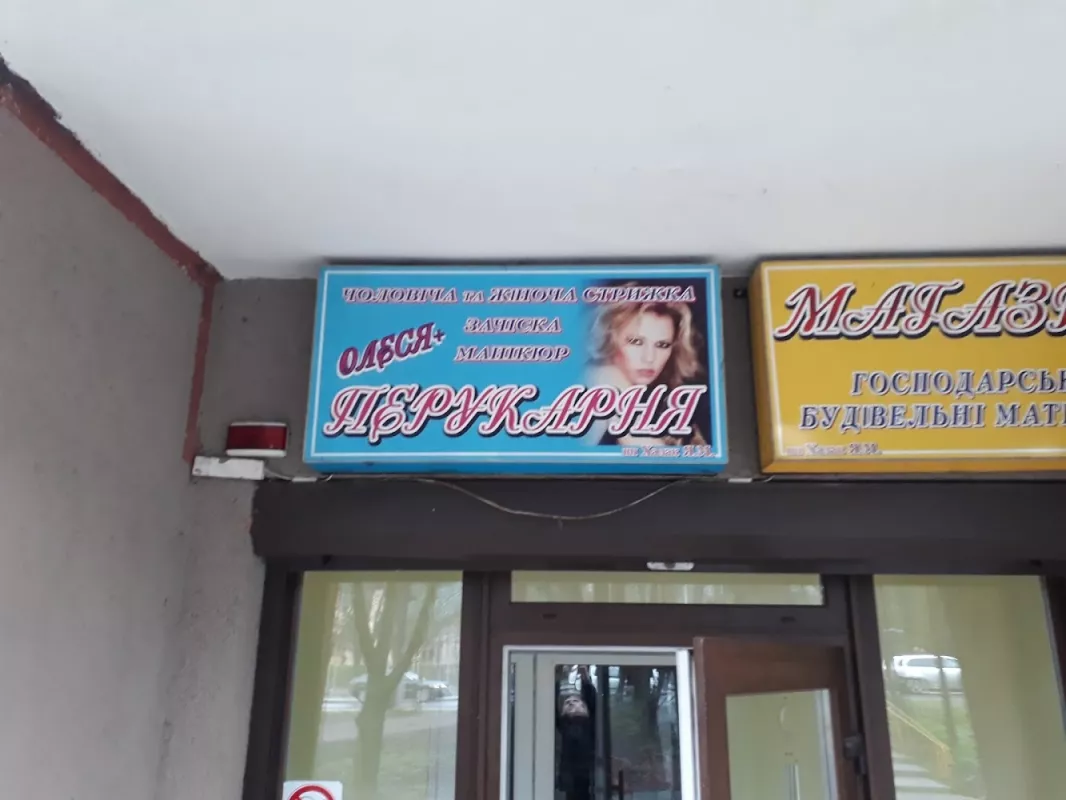 ЧОЛОВІЧА ТА ЖІНОЧА СТРИЖКА
ЗАЧІСКА
МАНІКЮР
ОЛЕСЯ+
ПЕРУКАРНЯ
МАГАЗ
ГОСПОДАРСЬ
БУДІВЕЛЬНІ МАТ